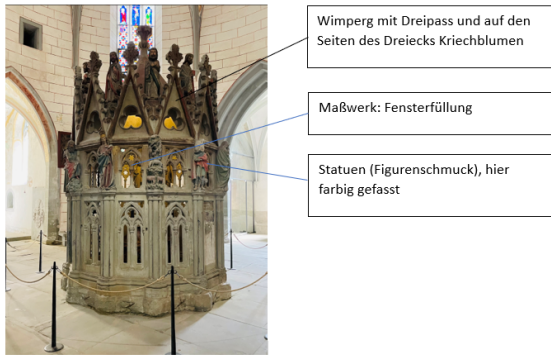 Wimperg mit Dreipass und auf den
Seiten des Dreiecks Kriechblumen
Maßwerk: Fensterfüllung
Statuen (Figurenschmuck), hier
farbig gefasst